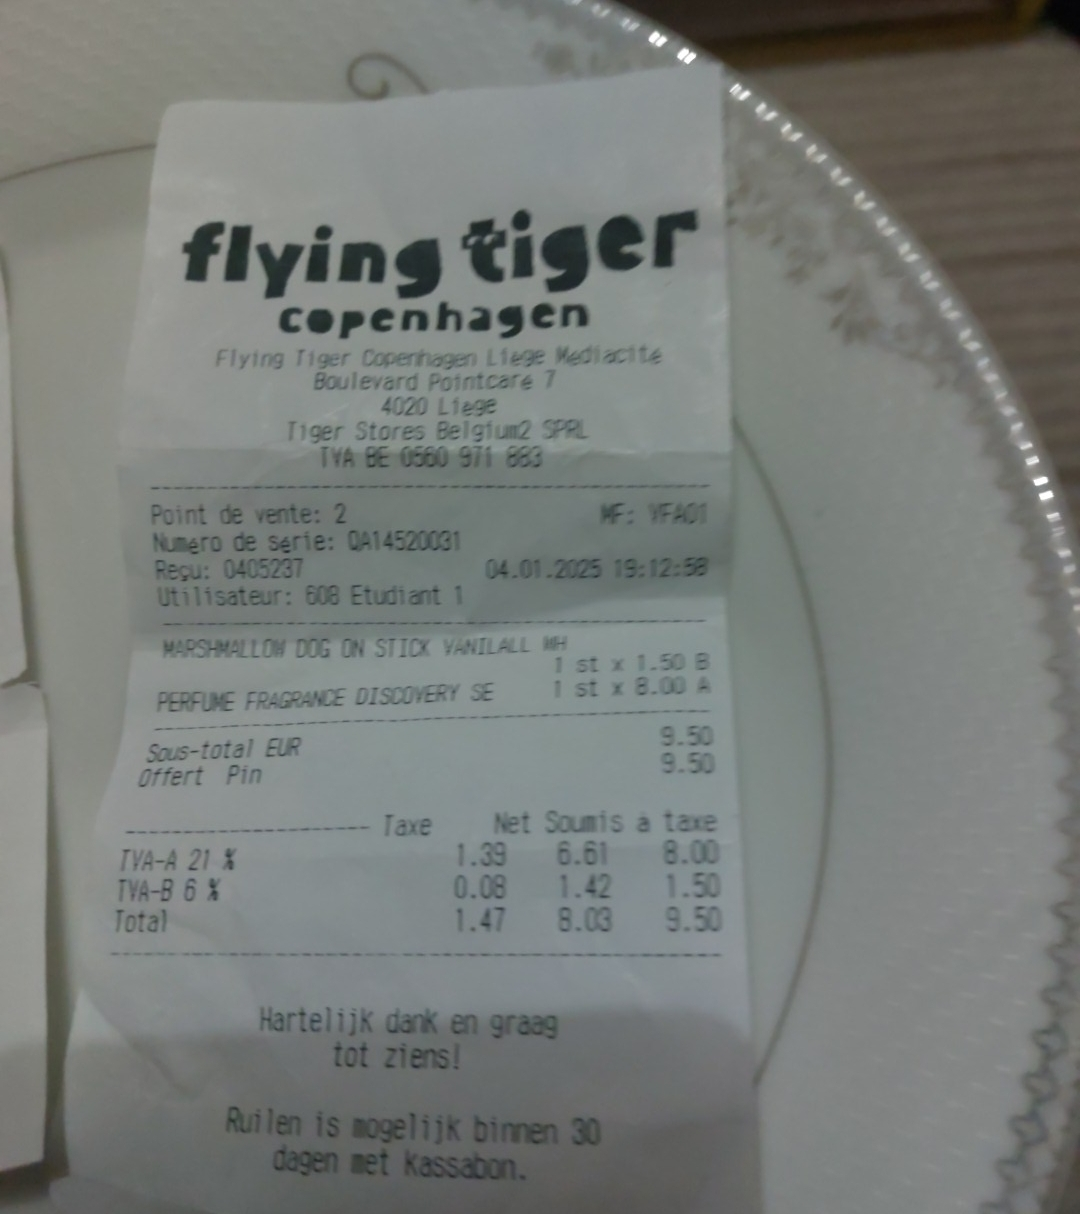 flying tiger
copenhagen
Flying Tiger Copenhagen Liege Mediacite
Boulevard Pointcare 7
4020 Liege
Tiger Stores Belgium2 SPRL
TVA BE 0560 971 883
Point de vente: 2 MF: VFA01
Numero de serie: QA14520031
Reçu: 0405237 04.01.2025 19:12:58
Utilisateur: 608 Etudiant 1
MARSHMALLOW DOG ON STICK VANILALL WH
1 st x 1.50 B
PERFUME FRAGRANCE DISCOVERY SE 1 st x 8.00 A
Sous-total EUR 9.50
Offert Pin 9.50
Taxe Net Soumis a taxe
TVA-A 21 % 1.39 6.61 8.00
TVA-B 6 % 0.08 1.42 1.50
Total 1.47 8.03 9.50
Hartelijk dank en graag
tot ziens!
Ruilen is mogelijk binnen 30
dagen met kassabon.